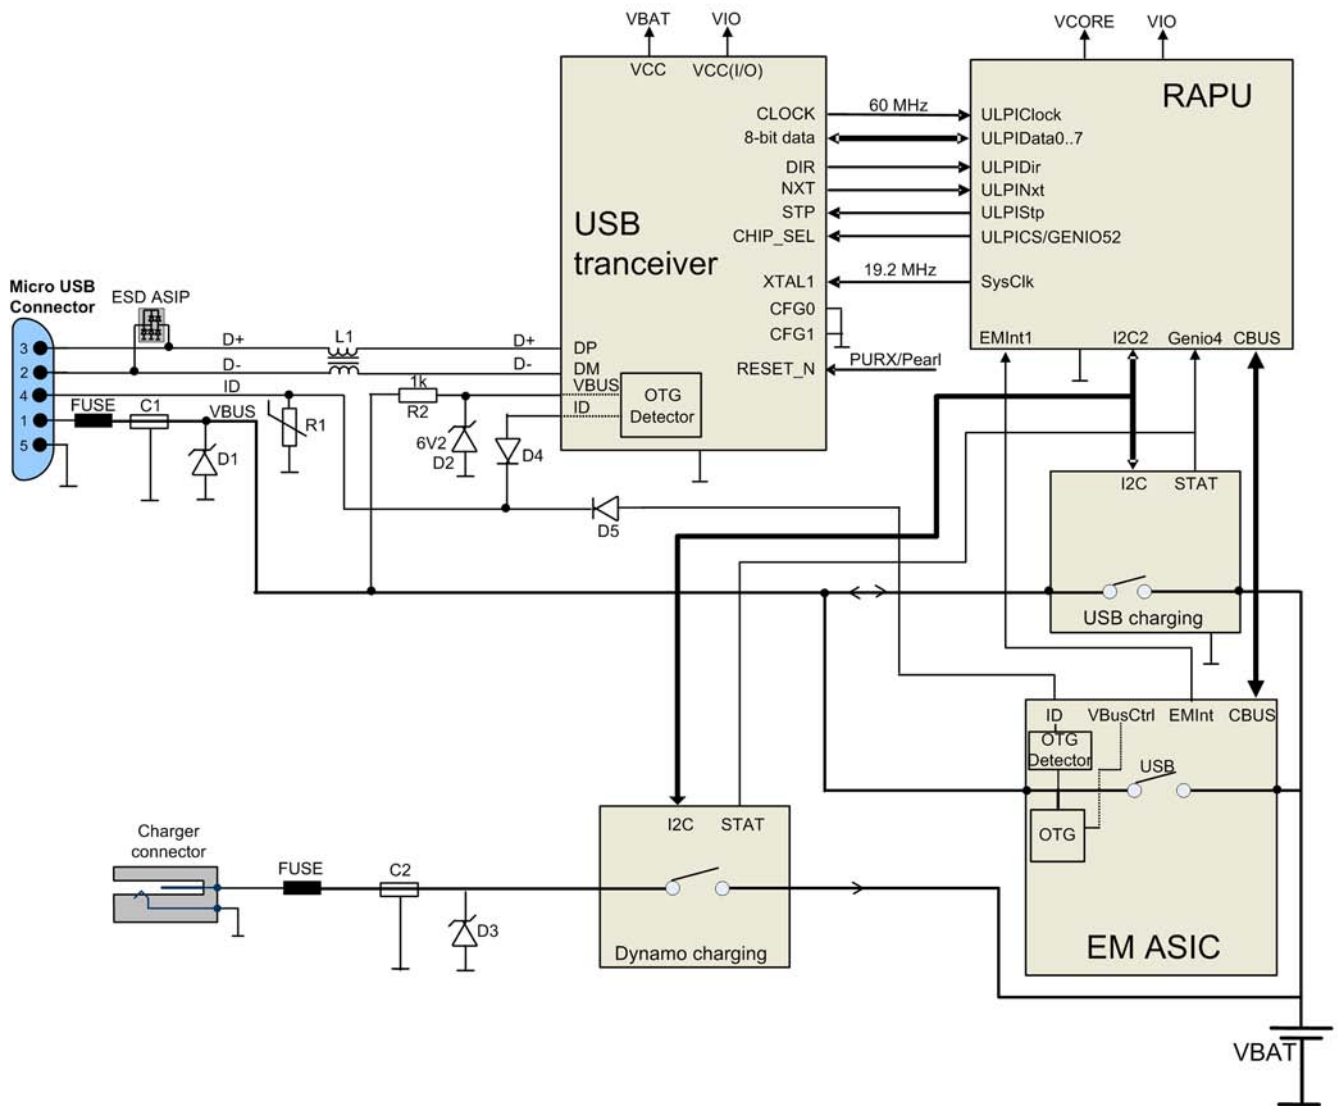 VBAT
VIO
VCORE
VIO
VCC
VCC(I/O)
RAPU
CLOCK
60 MHz
ULPIClock
8-bit data
ULPIData0..7
DIR
ULPIDir
NXT
ULPINxt
STP
ULPIStp
CHIP_SEL
ULPICS/GENIO52
USB
tranceiver
XTAL1
19.2 MHz
SysClk
CFG0
CFG1
EMInt1
I2C2
Genio4
CBUS
RESET_N
PURX/Pearl
Micro USB
Connector
ESD ASIP
3
D+
L1
D+
DP
2
D-
D-
DM
4
ID
1k
VBUS
OTG
Detector
R2
ID
1
FUSE
C1
VBUS
R1
5
D1
6V2
D2
D4
D5
I2C
STAT
USB charging
ID
VBusCtrl
EMInt
CBUS
OTG
Detector
USB
OTG
EM ASIC
I2C
STAT
Charger
connector
FUSE
C2
D3
Dynamo charging
VBAT